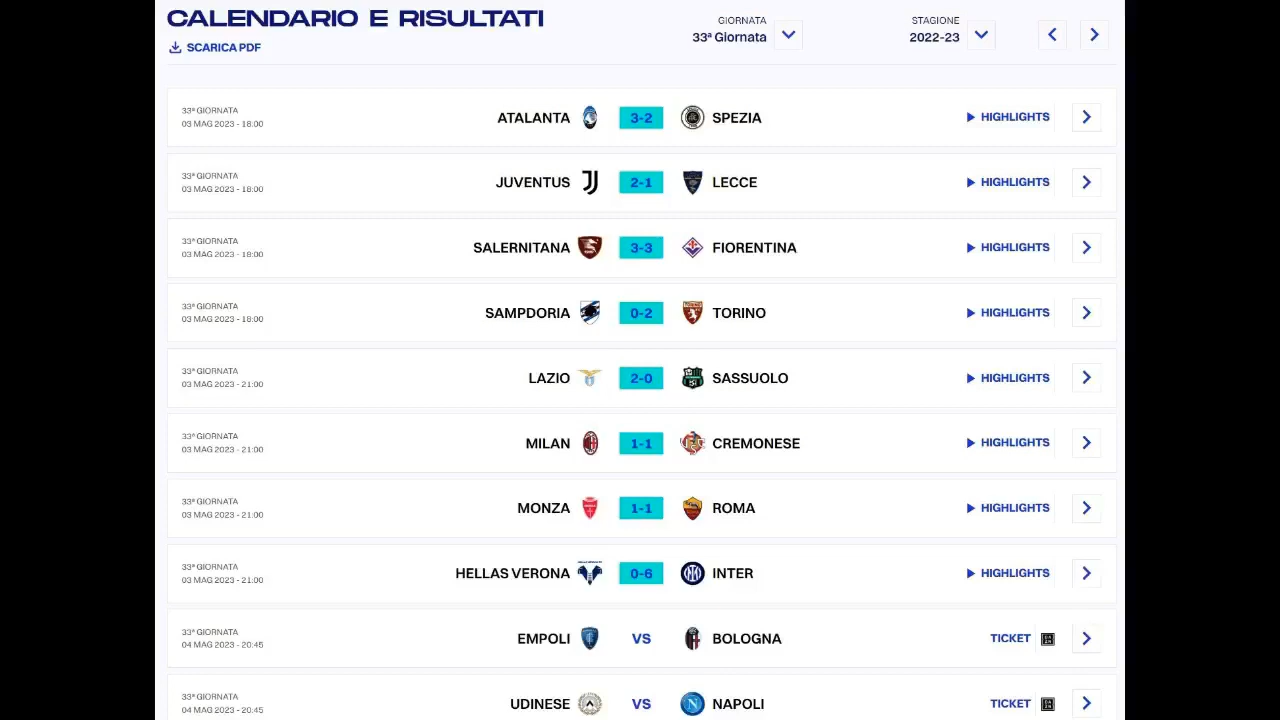 CALENDARIO E RISULTATI
SCARICA PDF
GIORNATA
33ª Giornata
STAGIONE
2022-23
33ª GIORNATA
03 MAG 2023 - 18:00
ATALANTA 3-2 SPEZIA
HIGHLIGHTS
33ª GIORNATA
03 MAG 2023 - 18:00
JUVENTUS 2-1 LECCE
HIGHLIGHTS
33ª GIORNATA
03 MAG 2023 - 18:00
SALERNITANA 3-3 FIORENTINA
HIGHLIGHTS
33ª GIORNATA
03 MAG 2023 - 18:00
SAMPDORIA 0-2 TORINO
HIGHLIGHTS
33ª GIORNATA
03 MAG 2023 - 21:00
LAZIO 2-0 SASSUOLO
HIGHLIGHTS
33ª GIORNATA
03 MAG 2023 - 21:00
MILAN 1-1 CREMONESE
HIGHLIGHTS
33ª GIORNATA
03 MAG 2023 - 21:00
MONZA 1-1 ROMA
HIGHLIGHTS
33ª GIORNATA
03 MAG 2023 - 21:00
HELLAS VERONA 0-6 INTER
HIGHLIGHTS
33ª GIORNATA
04 MAG 2023 - 20:45
EMPOLI VS BOLOGNA
TICKET
33ª GIORNATA
04 MAG 2023 - 20:45
UDINESE VS NAPOLI
TICKET